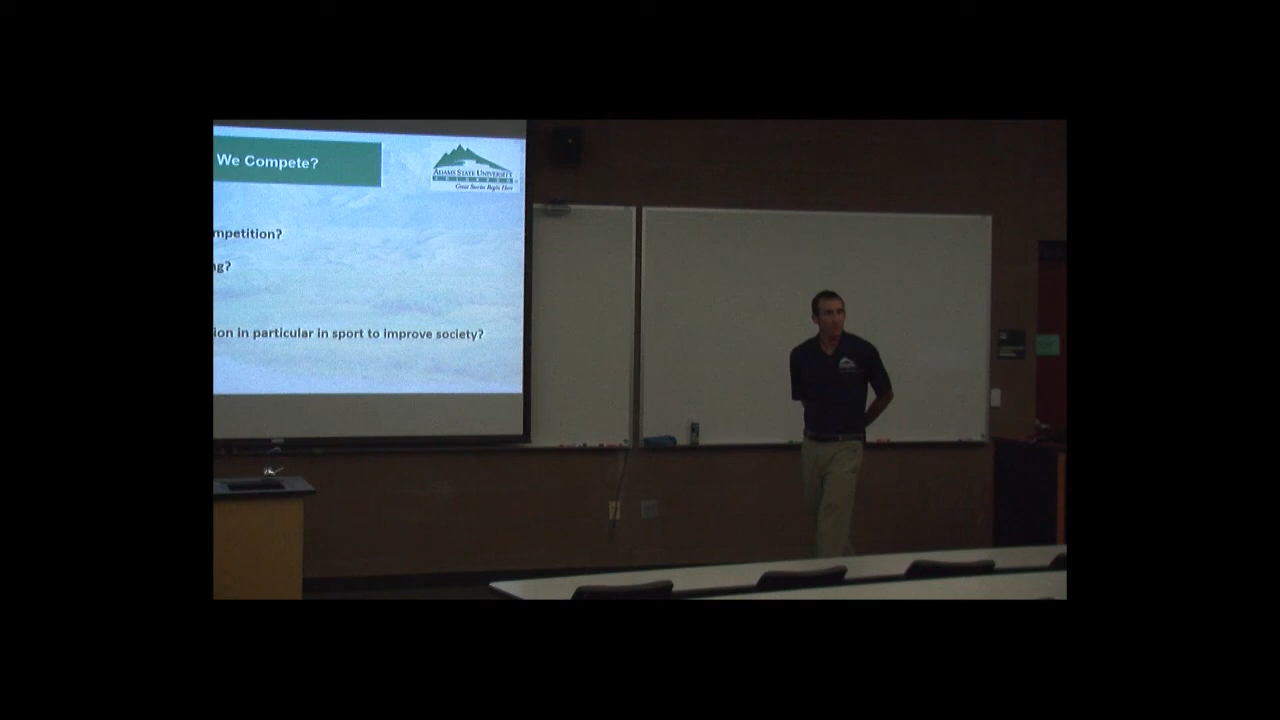 We Compete?
ADAMS STATE UNIVERSITY
COLORADO
Great Stories Begin Here
mpetition?
ng?
ion in particular in sport to improve society?